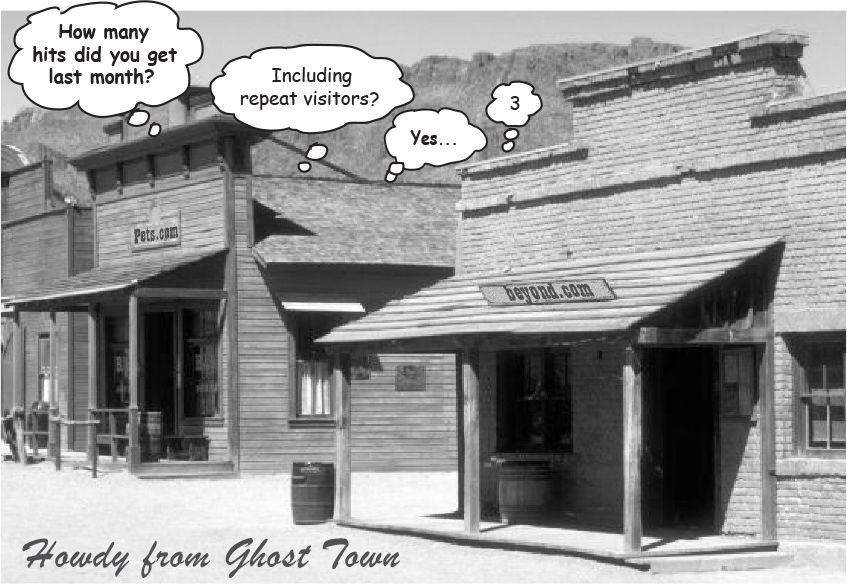 How many
hits did you get
last month?
Including
repeat visitors?
Yes...
3
Pets.com
beyond.com
Howdy from Ghost Town